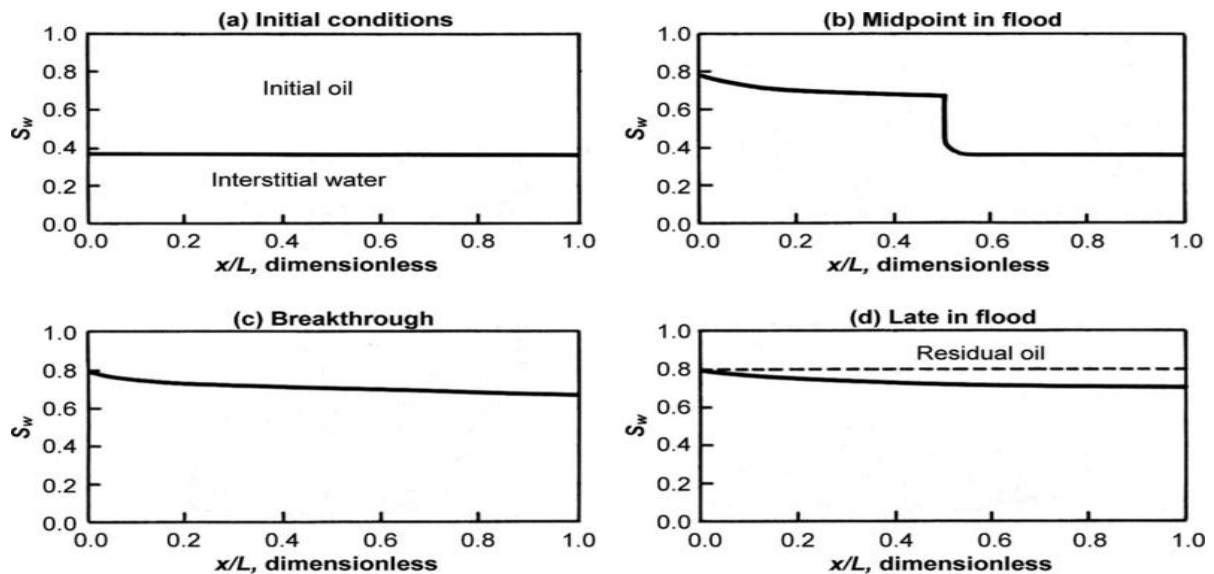 (a) Initial conditions
1.0
0.8
0.6
0.4
0.2
0.0
Sw
Initial oil
Interstitial water
0.0 0.2 0.4 0.6 0.8 1.0
x/L, dimensionless
(b) Midpoint in flood
1.0
0.8
0.6
0.4
0.2
0.0
Sw
0.0 0.2 0.4 0.6 0.8 1.0
x/L, dimensionless
(c) Breakthrough
1.0
0.8
0.6
0.4
0.2
0.0
Sw
0.0 0.2 0.4 0.6 0.8 1.0
x/L, dimensionless
(d) Late in flood
1.0
0.8
0.6
0.4
0.2
0.0
Sw
Residual oil
0.0 0.2 0.4 0.6 0.8 1.0
x/L, dimensionless